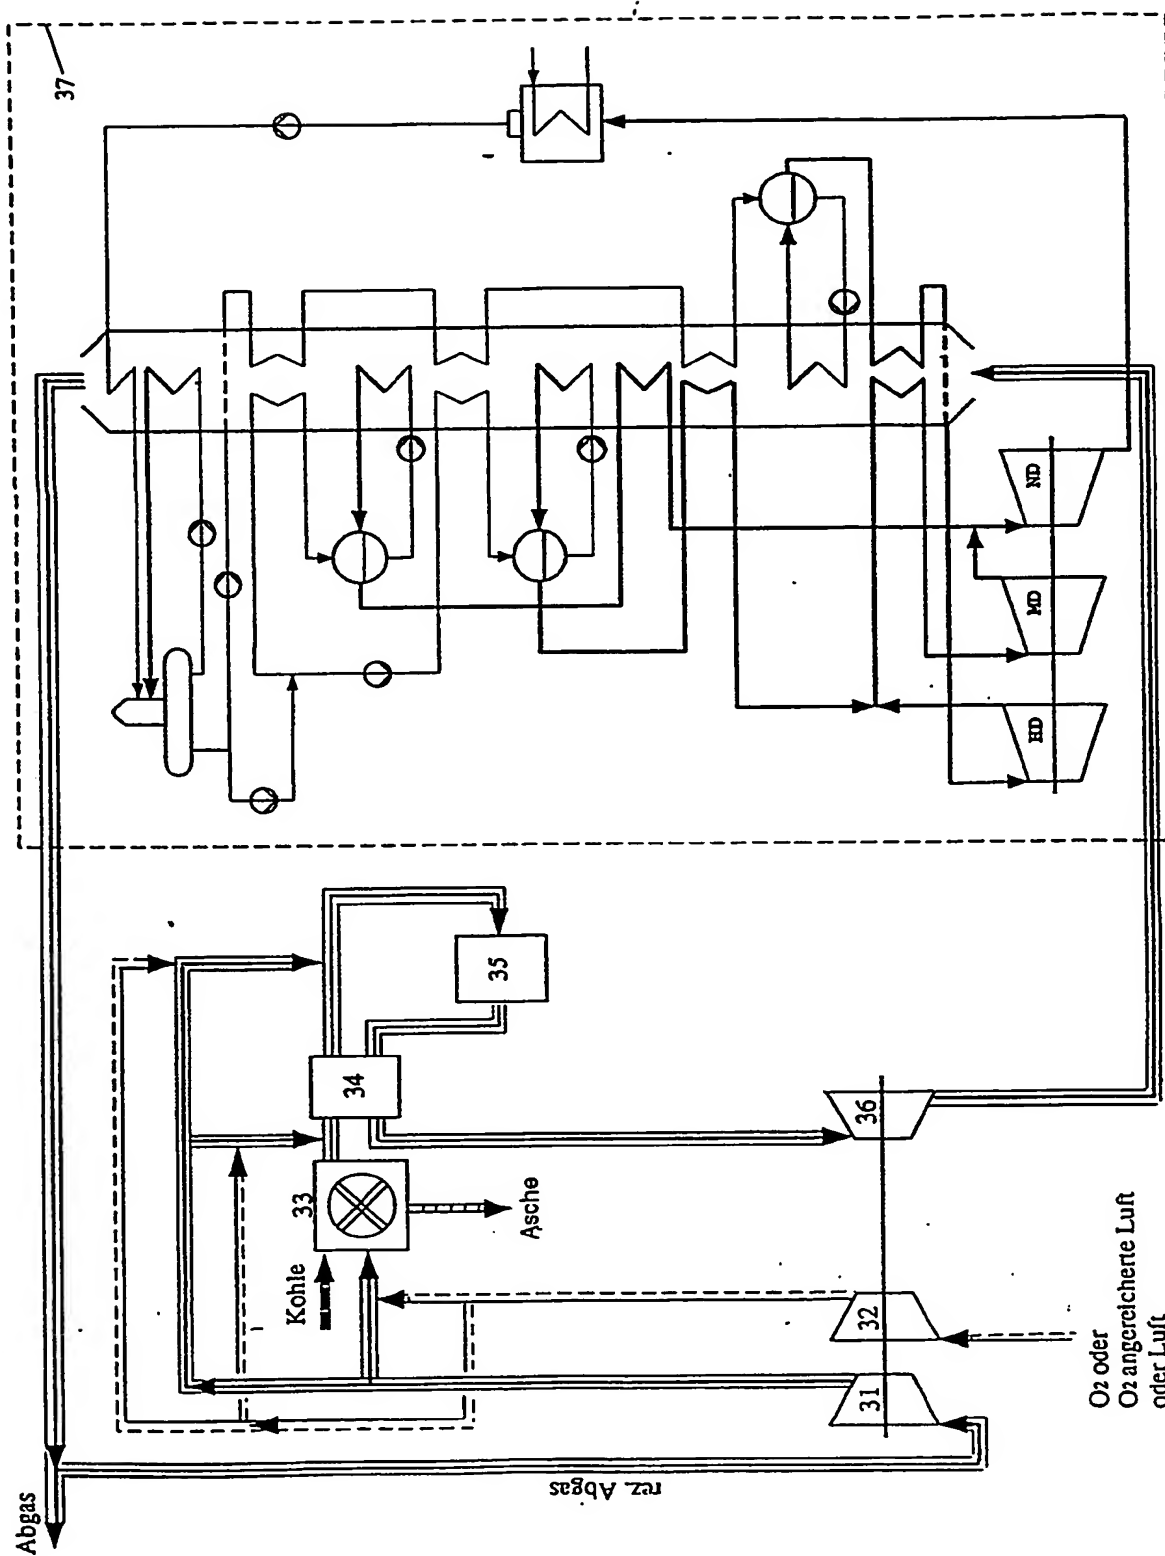 Abgas
rez. Abgas
O2 oder
O2 angereicherte Luft
oder Luft
31
32
Kohle
33
Asche
34
35
36
37
HD
MD
ND